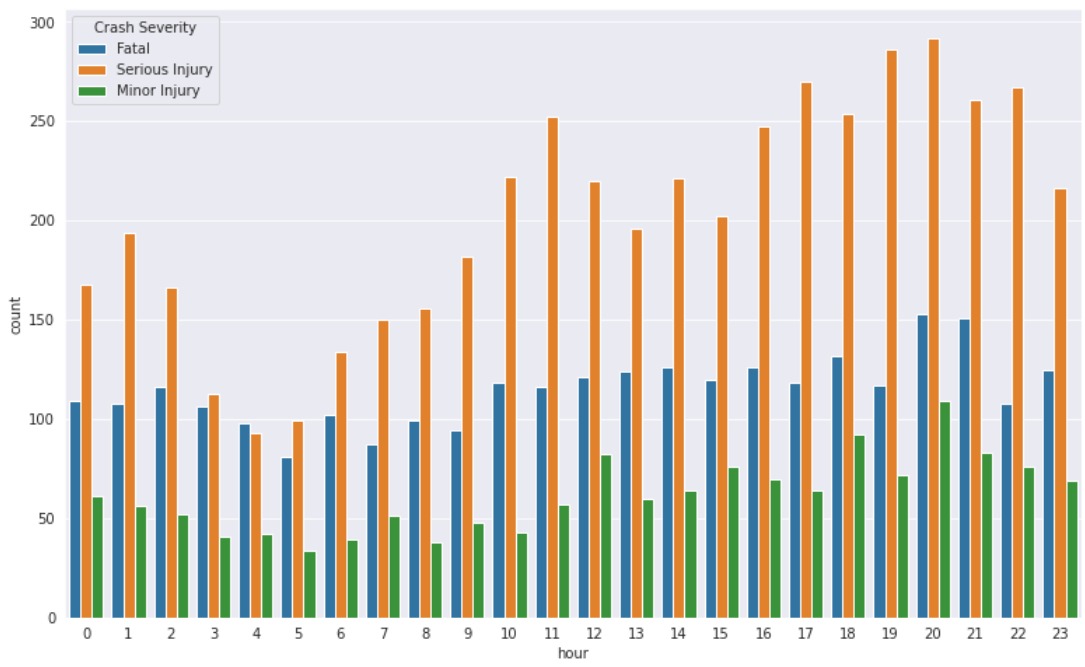 300
250
200
150
100
50
0
count
Crash Severity
Fatal
Serious Injury
Minor Injury
0 1 2 3 4 5 6 7 8 9 10 11 12 13 14 15 16 17 18 19 20 21 22 23
hour